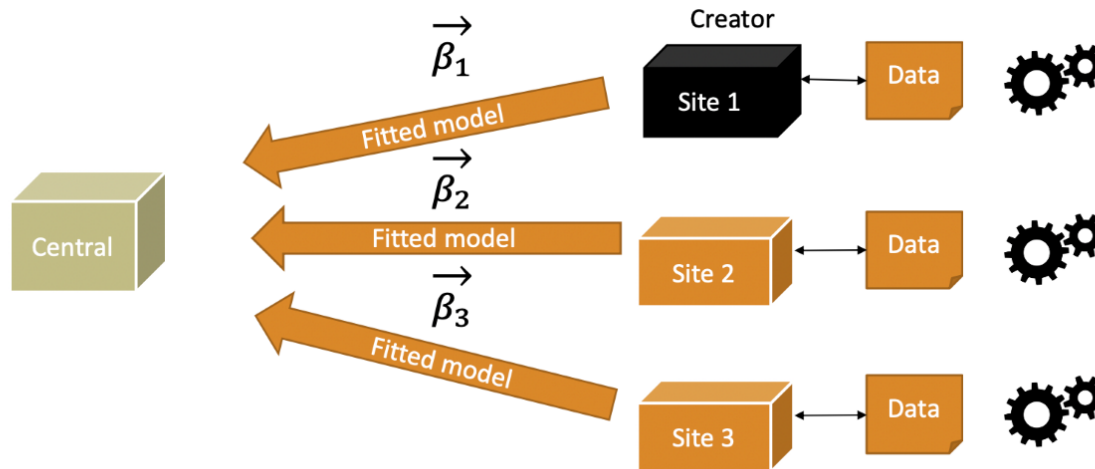 Creator
β₁
Site 1
Data
Fitted model
β₂
Central
Fitted model
Site 2
Data
β₃
Fitted model
Site 3
Data